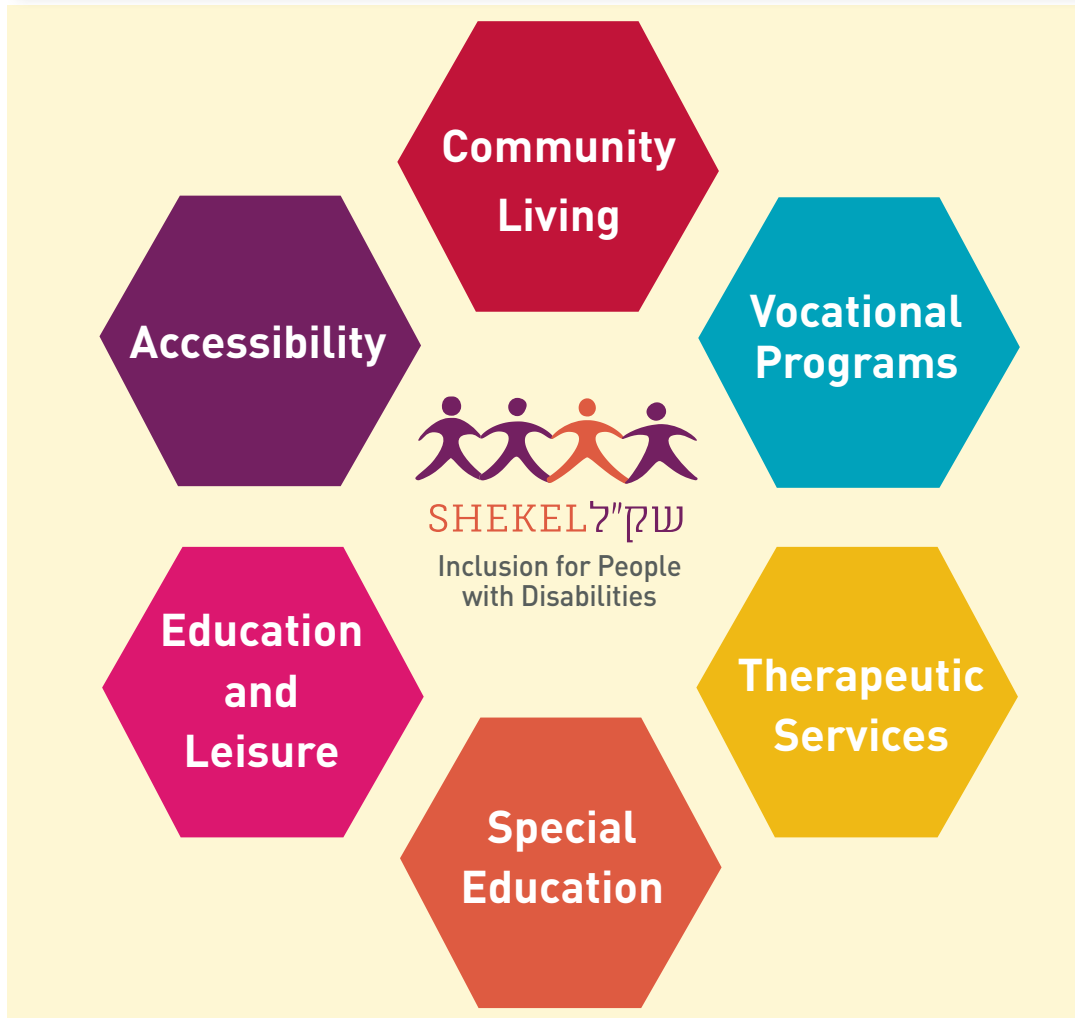 Community
Living
Vocational
Programs
Therapeutic
Services
Special
Education
Education
and
Leisure
Accessibility
SHEKEL שק"ל
Inclusion for People
with Disabilities